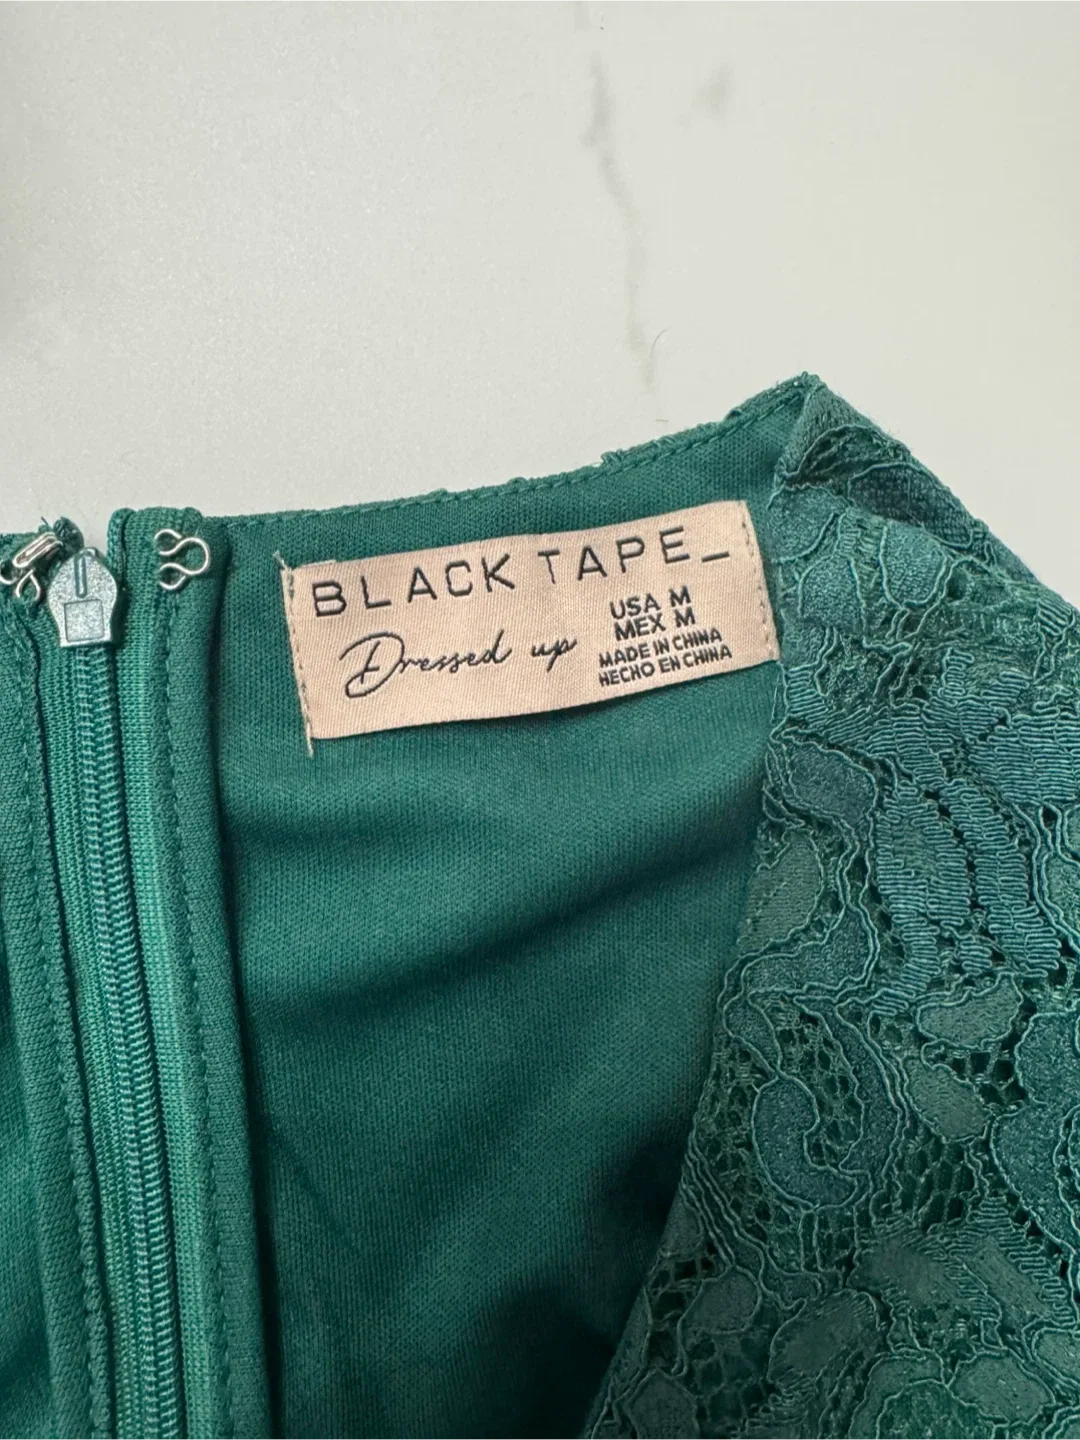 BLACK TAPE_
Dressed up
USA M
MEX M
MADE IN CHINA
HECHO EN CHINA